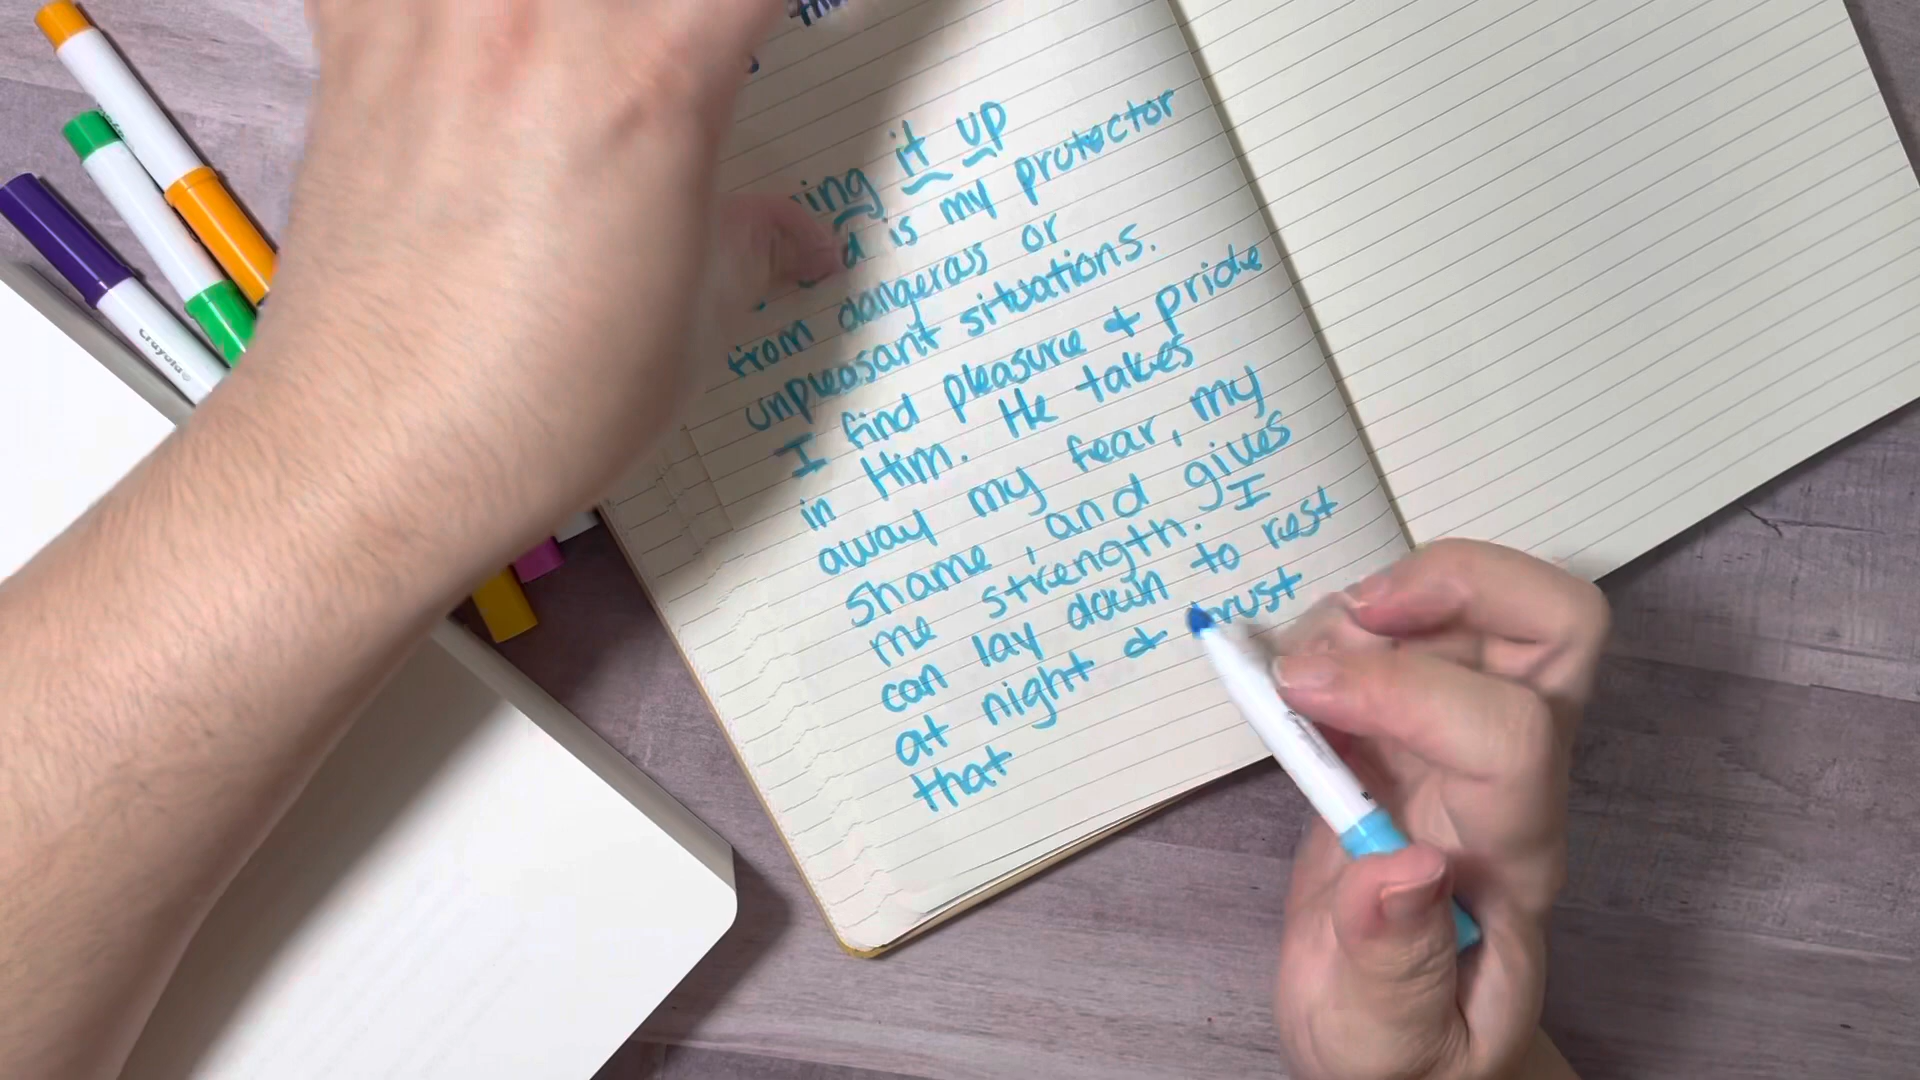 it up
is my protector
from dangerous or
unpleasant situations.
I find pleasure & pride
in Him. He takes
away my fear, my
shame, and gives
me strength. I
can lay down to rest
at night & trust
that
Crayola